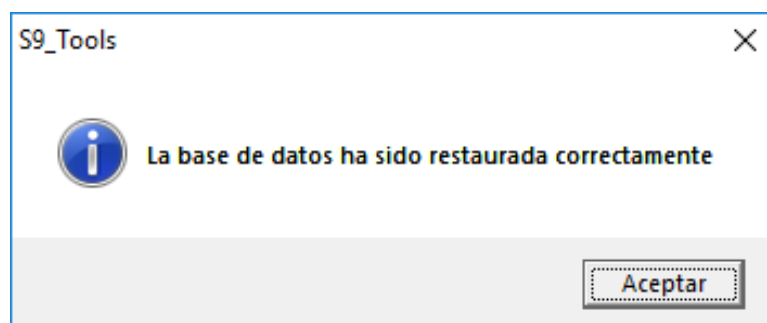 S9_Tools
La base de datos ha sido restaurada correctamente
Aceptar